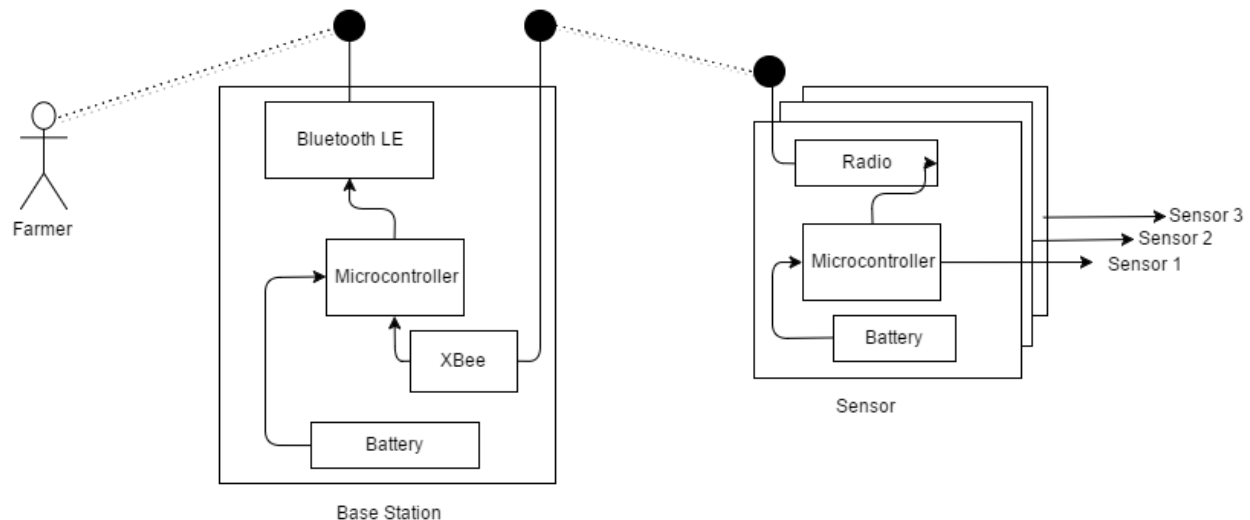 Farmer
Bluetooth LE
Microcontroller
XBee
Battery
Base Station
Radio
Microcontroller
Battery
Sensor
Sensor 3
Sensor 2
Sensor 1